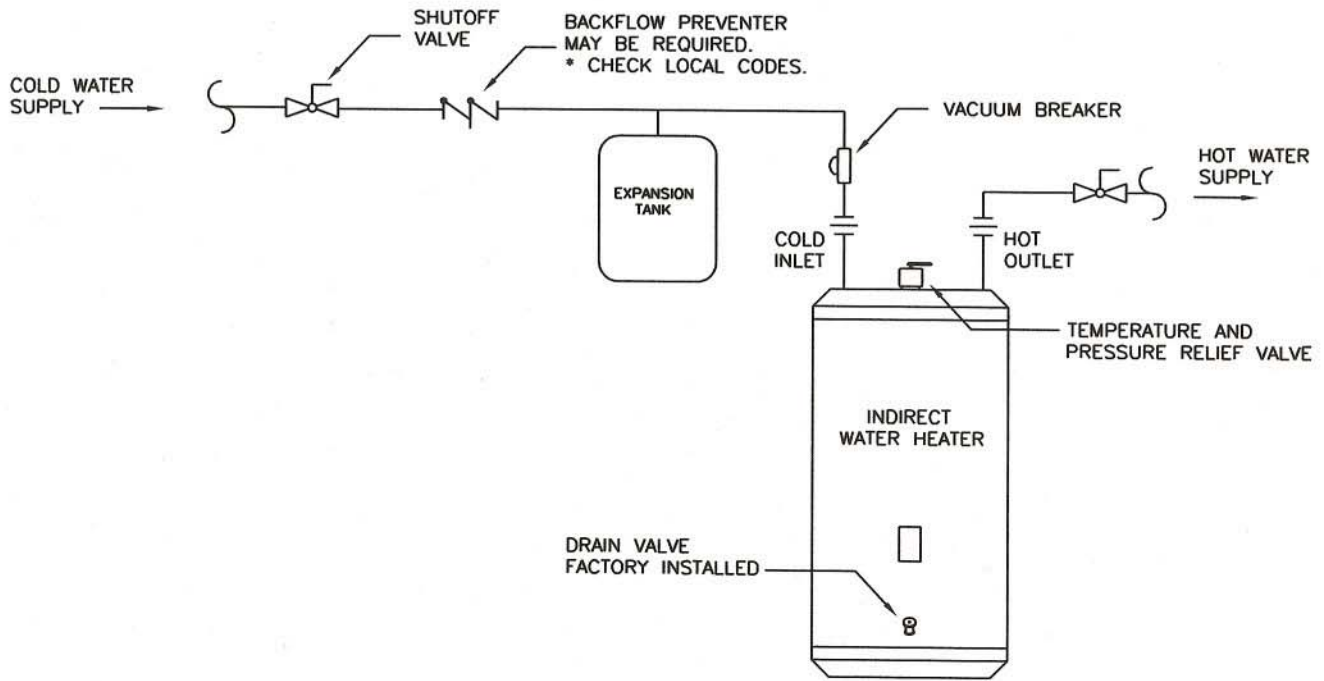 SHUTOFF
VALVE
BACKFLOW PREVENTER
MAY BE REQUIRED.
* CHECK LOCAL CODES.
COLD WATER
SUPPLY
VACUUM BREAKER
HOT WATER
SUPPLY
EXPANSION
TANK
COLD
INLET
HOT
OUTLET
TEMPERATURE AND
PRESSURE RELIEF VALVE
INDIRECT
WATER HEATER
DRAIN VALVE
FACTORY INSTALLED